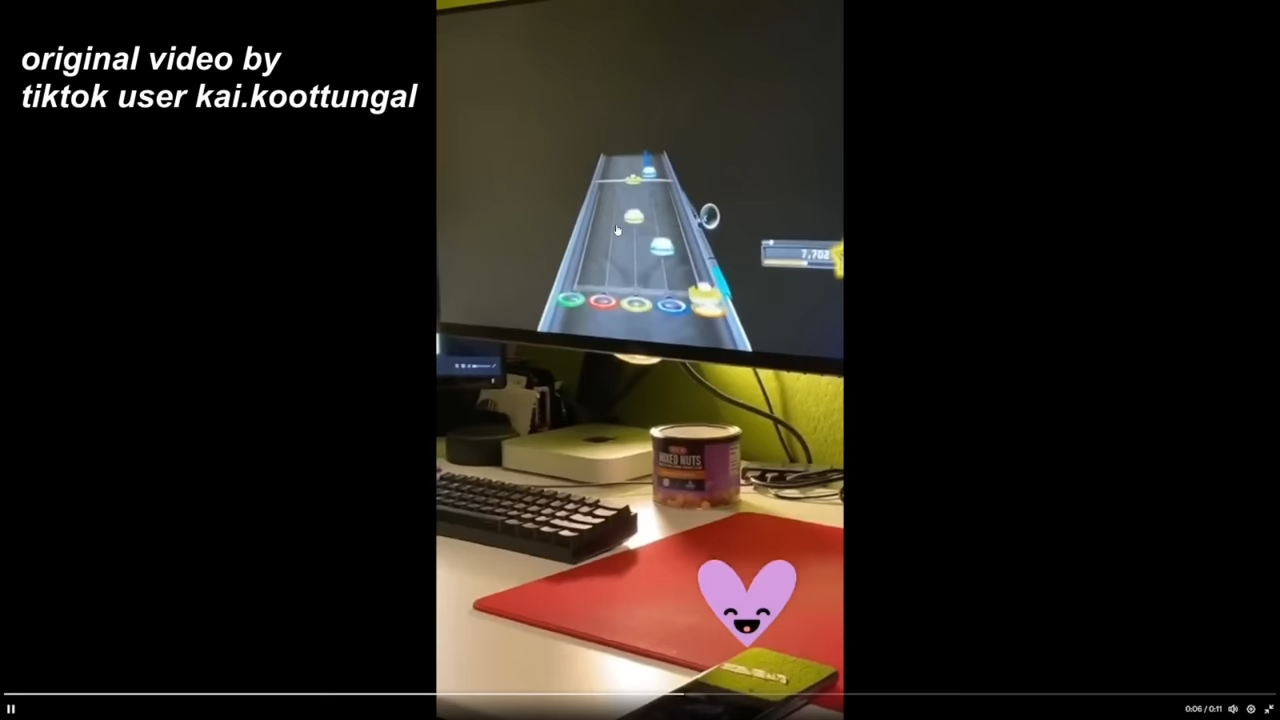 original video by
tiktok user kai.koottungal
7,702
MIXED NUTS
0:06 / 0:11